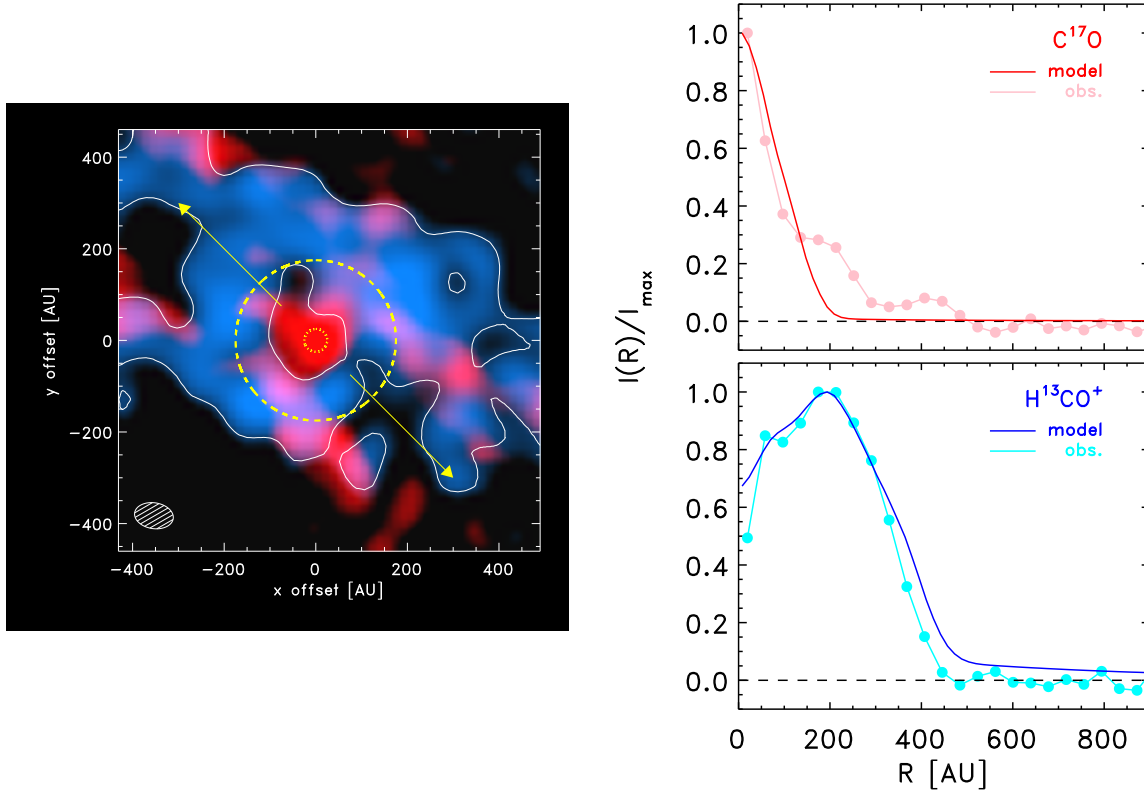 400
200
0
−200
−400
y offset [AU]
−400 −200 0 200 400
x offset [AU]
1.0
0.8
0.6
0.4
0.2
0.0
C¹⁷O
model
obs.
I(R)/I_max
1.0
0.8
0.6
0.4
0.2
0.0
H¹³CO⁺
model
obs.
0 200 400 600 800
R [AU]